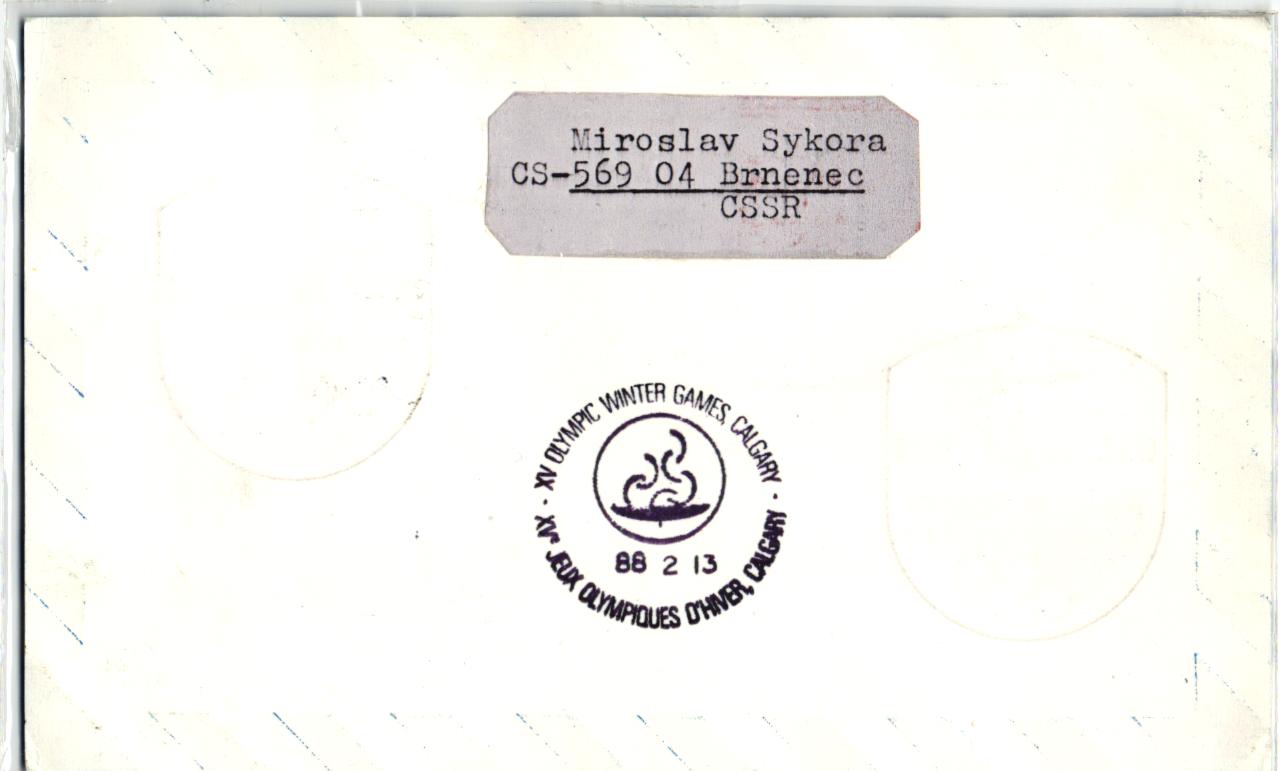 Miroslav Sykora
CS-569 04 Brnenec
CSSR
· XV OLYMPIC WINTER GAMES, CALGARY ·
88 2 13
XVᵉ JEUX OLYMPIQUES D'HIVER, CALGARY